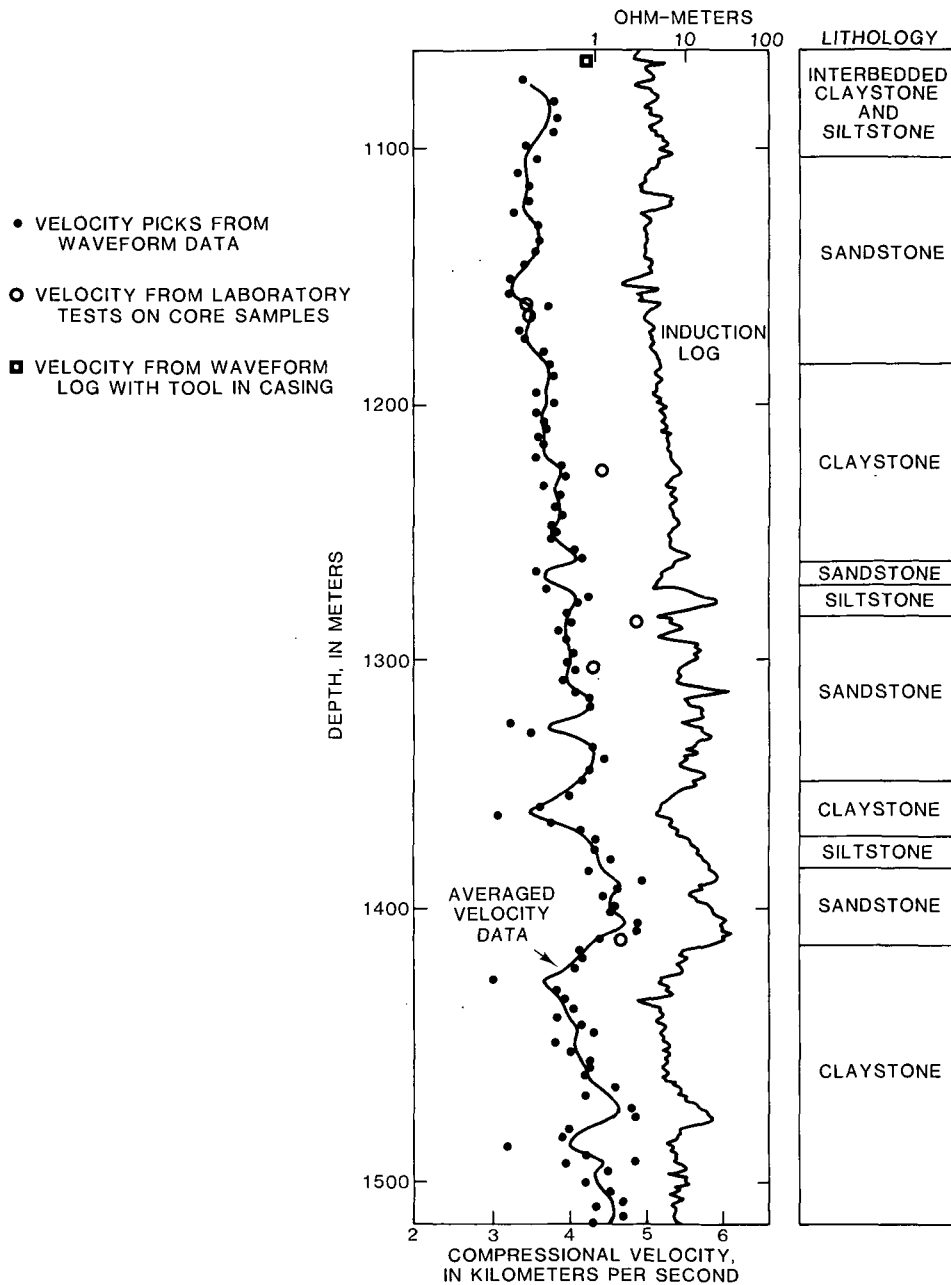 OHM-METERS
1 10 100
LITHOLOGY
INTERBEDDED
CLAYSTONE
AND
SILTSTONE
1100
● VELOCITY PICKS FROM
WAVEFORM DATA
SANDSTONE
VELOCITY FROM LABORATORY
TESTS ON CORE SAMPLES
INDUCTION
LOG
VELOCITY FROM WAVEFORM
LOG WITH TOOL IN CASING
1200
CLAYSTONE
DEPTH, IN METERS
SANDSTONE
SILTSTONE
1300
SANDSTONE
CLAYSTONE
SILTSTONE
AVERAGED
VELOCITY
DATA
1400
SANDSTONE
CLAYSTONE
1500
2 3 4 5 6
COMPRESSIONAL VELOCITY,
IN KILOMETERS PER SECOND